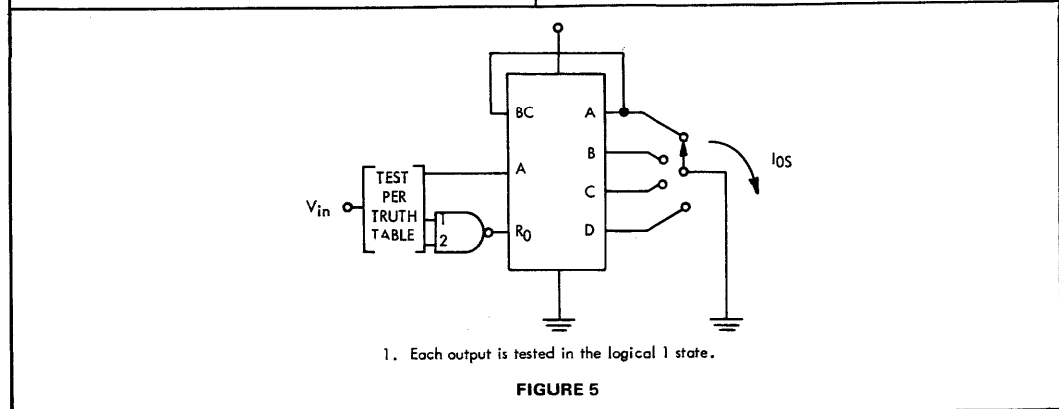 BC A
B
A
C
D
TEST
PER
TRUTH
TABLE
Vin
1
2
R0
IOS
1. Each output is tested in the logical 1 state.
FIGURE 5